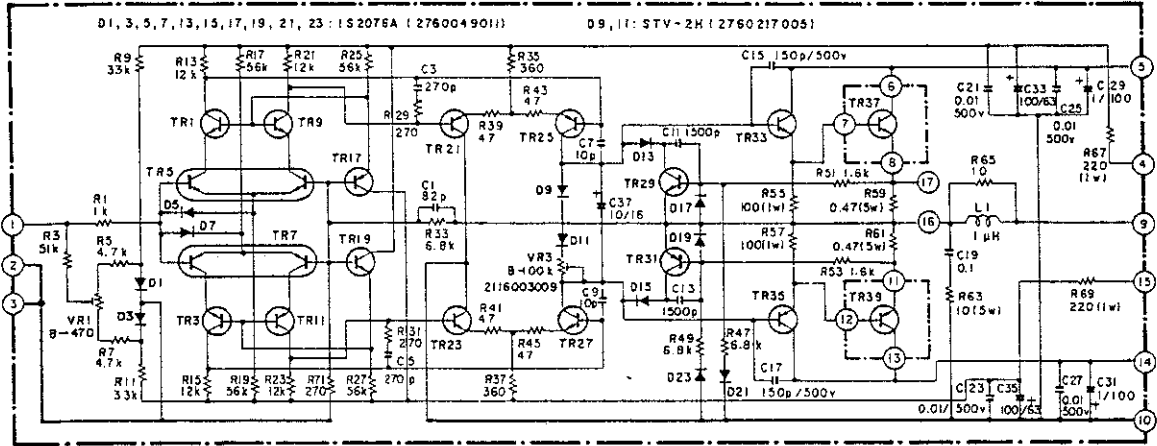 D1, 3, 5, 7, 13, 15, 17, 19, 21, 23 : 1S2076A (2760049011)
D9, 11 : STV-2H (2760217005)
R9 33k
R13 12k
R17 56k
R21 12k
R25 56k
C3 270p
R29 270
R35 360
R43 47
R39 47
C15 150p/500v
C21 0.01 500v
C33 100/63
C25 0.01 500v
C29 1/100
5
6
TR37
7
8
TR1
TR9
TR21
TR25
C7 10p
C11 1500p
D13
TR33
R67 220 (1w)
4
TR5
TR17
C1 82p
D9
TR29
R51 1.6k
17
R65 10
R1 1k
D5
D7
R33 6.8k
C37 10/16
D17
R55 100(1w)
R59 0.47(5w)
16
L1 1μH
9
1
R3 51k
R5 4.7k
TR7
TR19
D11
D19
R57 100(1w)
R61 0.47(5w)
C19 0.1
2
VR3 B-100k 2116003009
TR31
R53 1.6k
11
15
3
D1
D3
VR1 B-470
C9 10p
D15
C13 1500p
TR35
TR39
12
13
R63 10(5w)
R69 220(1w)
TR3
TR11
R31 270
C5 270p
TR23
R41 47
R45 47
TR27
R49 6.8k
R47 6.8k
R7 4.7k
R11 33k
R15 12k
R19 56k
R23 12k
R71 270
R27 56k
R37 360
D23
D21
C17 150p/500v
C23 0.01/500v
C35 100/63
C27 0.01 500v
C31 1/100
14
10